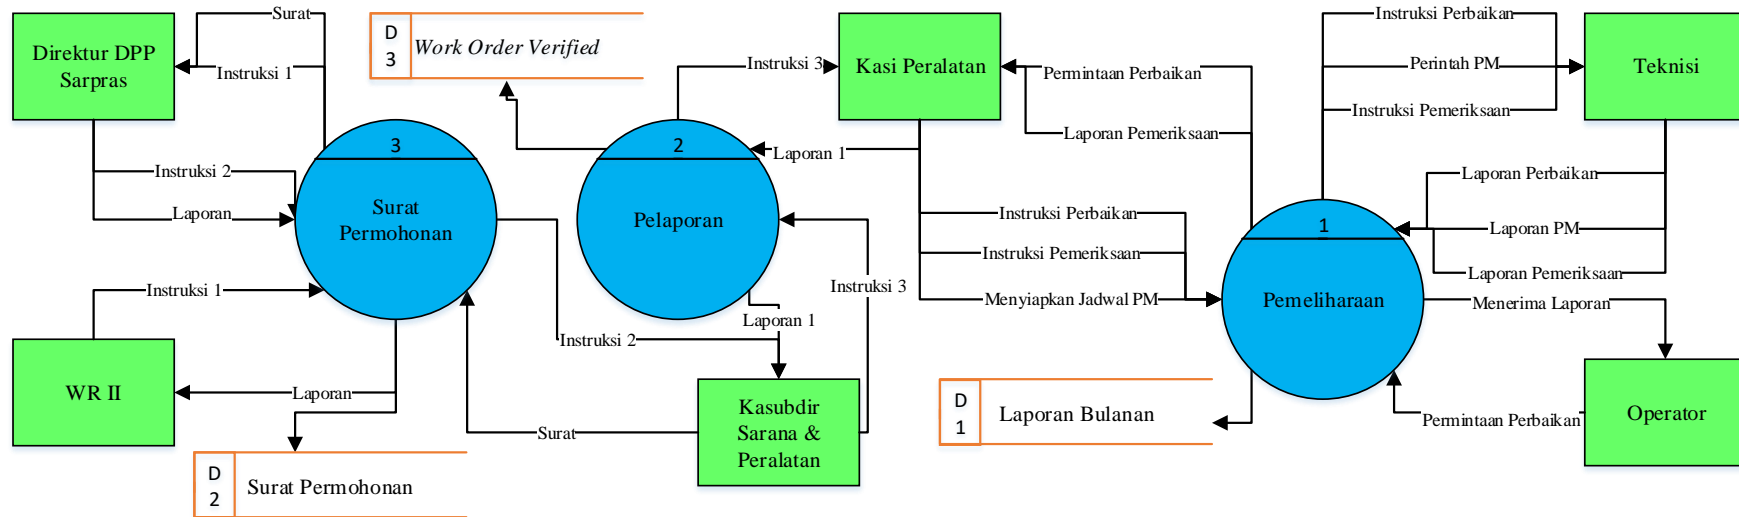 Surat
Direktur DPP
Sarpras
Instruksi 1
Instruksi 2
Laporan
3
Surat
Permohonan
Instruksi 1
WR II
Laporan
D
2
Surat Permohonan
D
3
Work Order Verified
2
Pelaporan
Instruksi 3
Kasi Peralatan
Laporan 1
Instruksi 3
Laporan 1
Instruksi 2
Surat
Kasubdir
Sarana &
Peralatan
Permintaan Perbaikan
Laporan Pemeriksaan
Instruksi Perbaikan
Instruksi Pemeriksaan
Menyiapkan Jadwal PM
D
1
Laporan Bulanan
1
Pemeliharaan
Instruksi Perbaikan
Perintah PM
Instruksi Pemeriksaan
Teknisi
Laporan Perbaikan
Laporan PM
Laporan Pemeriksaan
Menerima Laporan
Permintaan Perbaikan
Operator